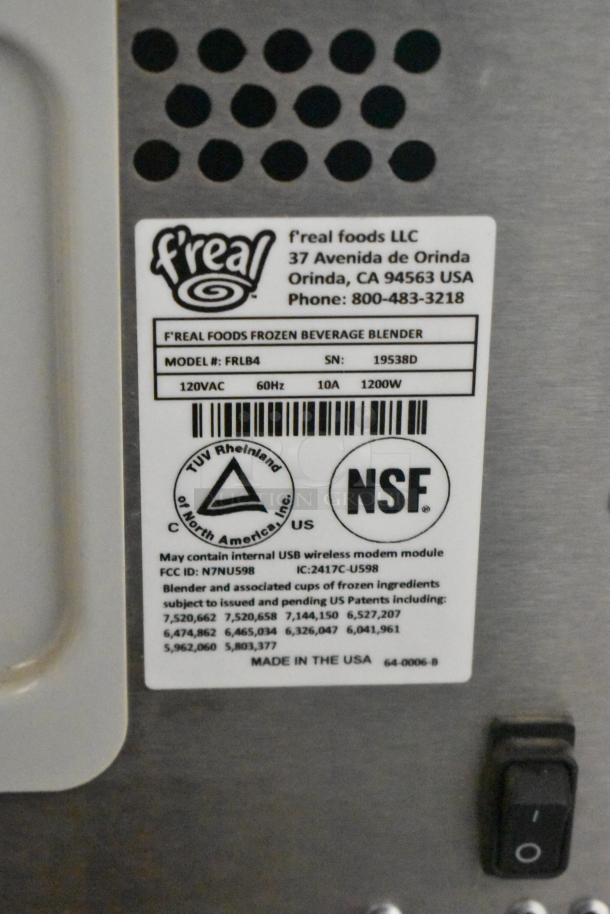 f'real
f'real foods LLC
37 Avenida de Orinda
Orinda, CA 94563 USA
Phone: 800-483-3218
F'REAL FOODS FROZEN BEVERAGE BLENDER
MODEL #: FRLB4 SN: 19538D
120VAC 60Hz 10A 1200W
TUV Rheinland
of North America, Inc.
C US
NSF®
AUCTION GROUP
May contain internal USB wireless modem module
FCC ID: N7NU598 IC:2417C-U598
Blender and associated cups of frozen ingredients
subject to issued and pending US Patents including:
7,520,662 7,520,658 7,144,150 6,527,207
6,474,862 6,465,034 6,326,047 6,041,961
5,962,060 5,803,377
MADE IN THE USA 64-0006-B
I
O